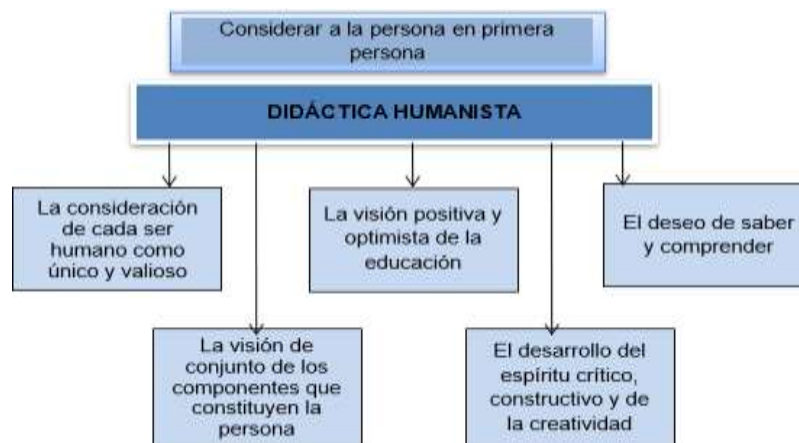 Considerar a la persona en primera
persona
DIDÁCTICA HUMANISTA
La consideración
de cada ser
humano como
único y valioso
La visión positiva y
optimista de la
educación
El deseo de saber
y comprender
La visión de
conjunto de los
componentes que
constituyen la
persona
El desarrollo del
espíritu crítico,
constructivo y de
la creatividad